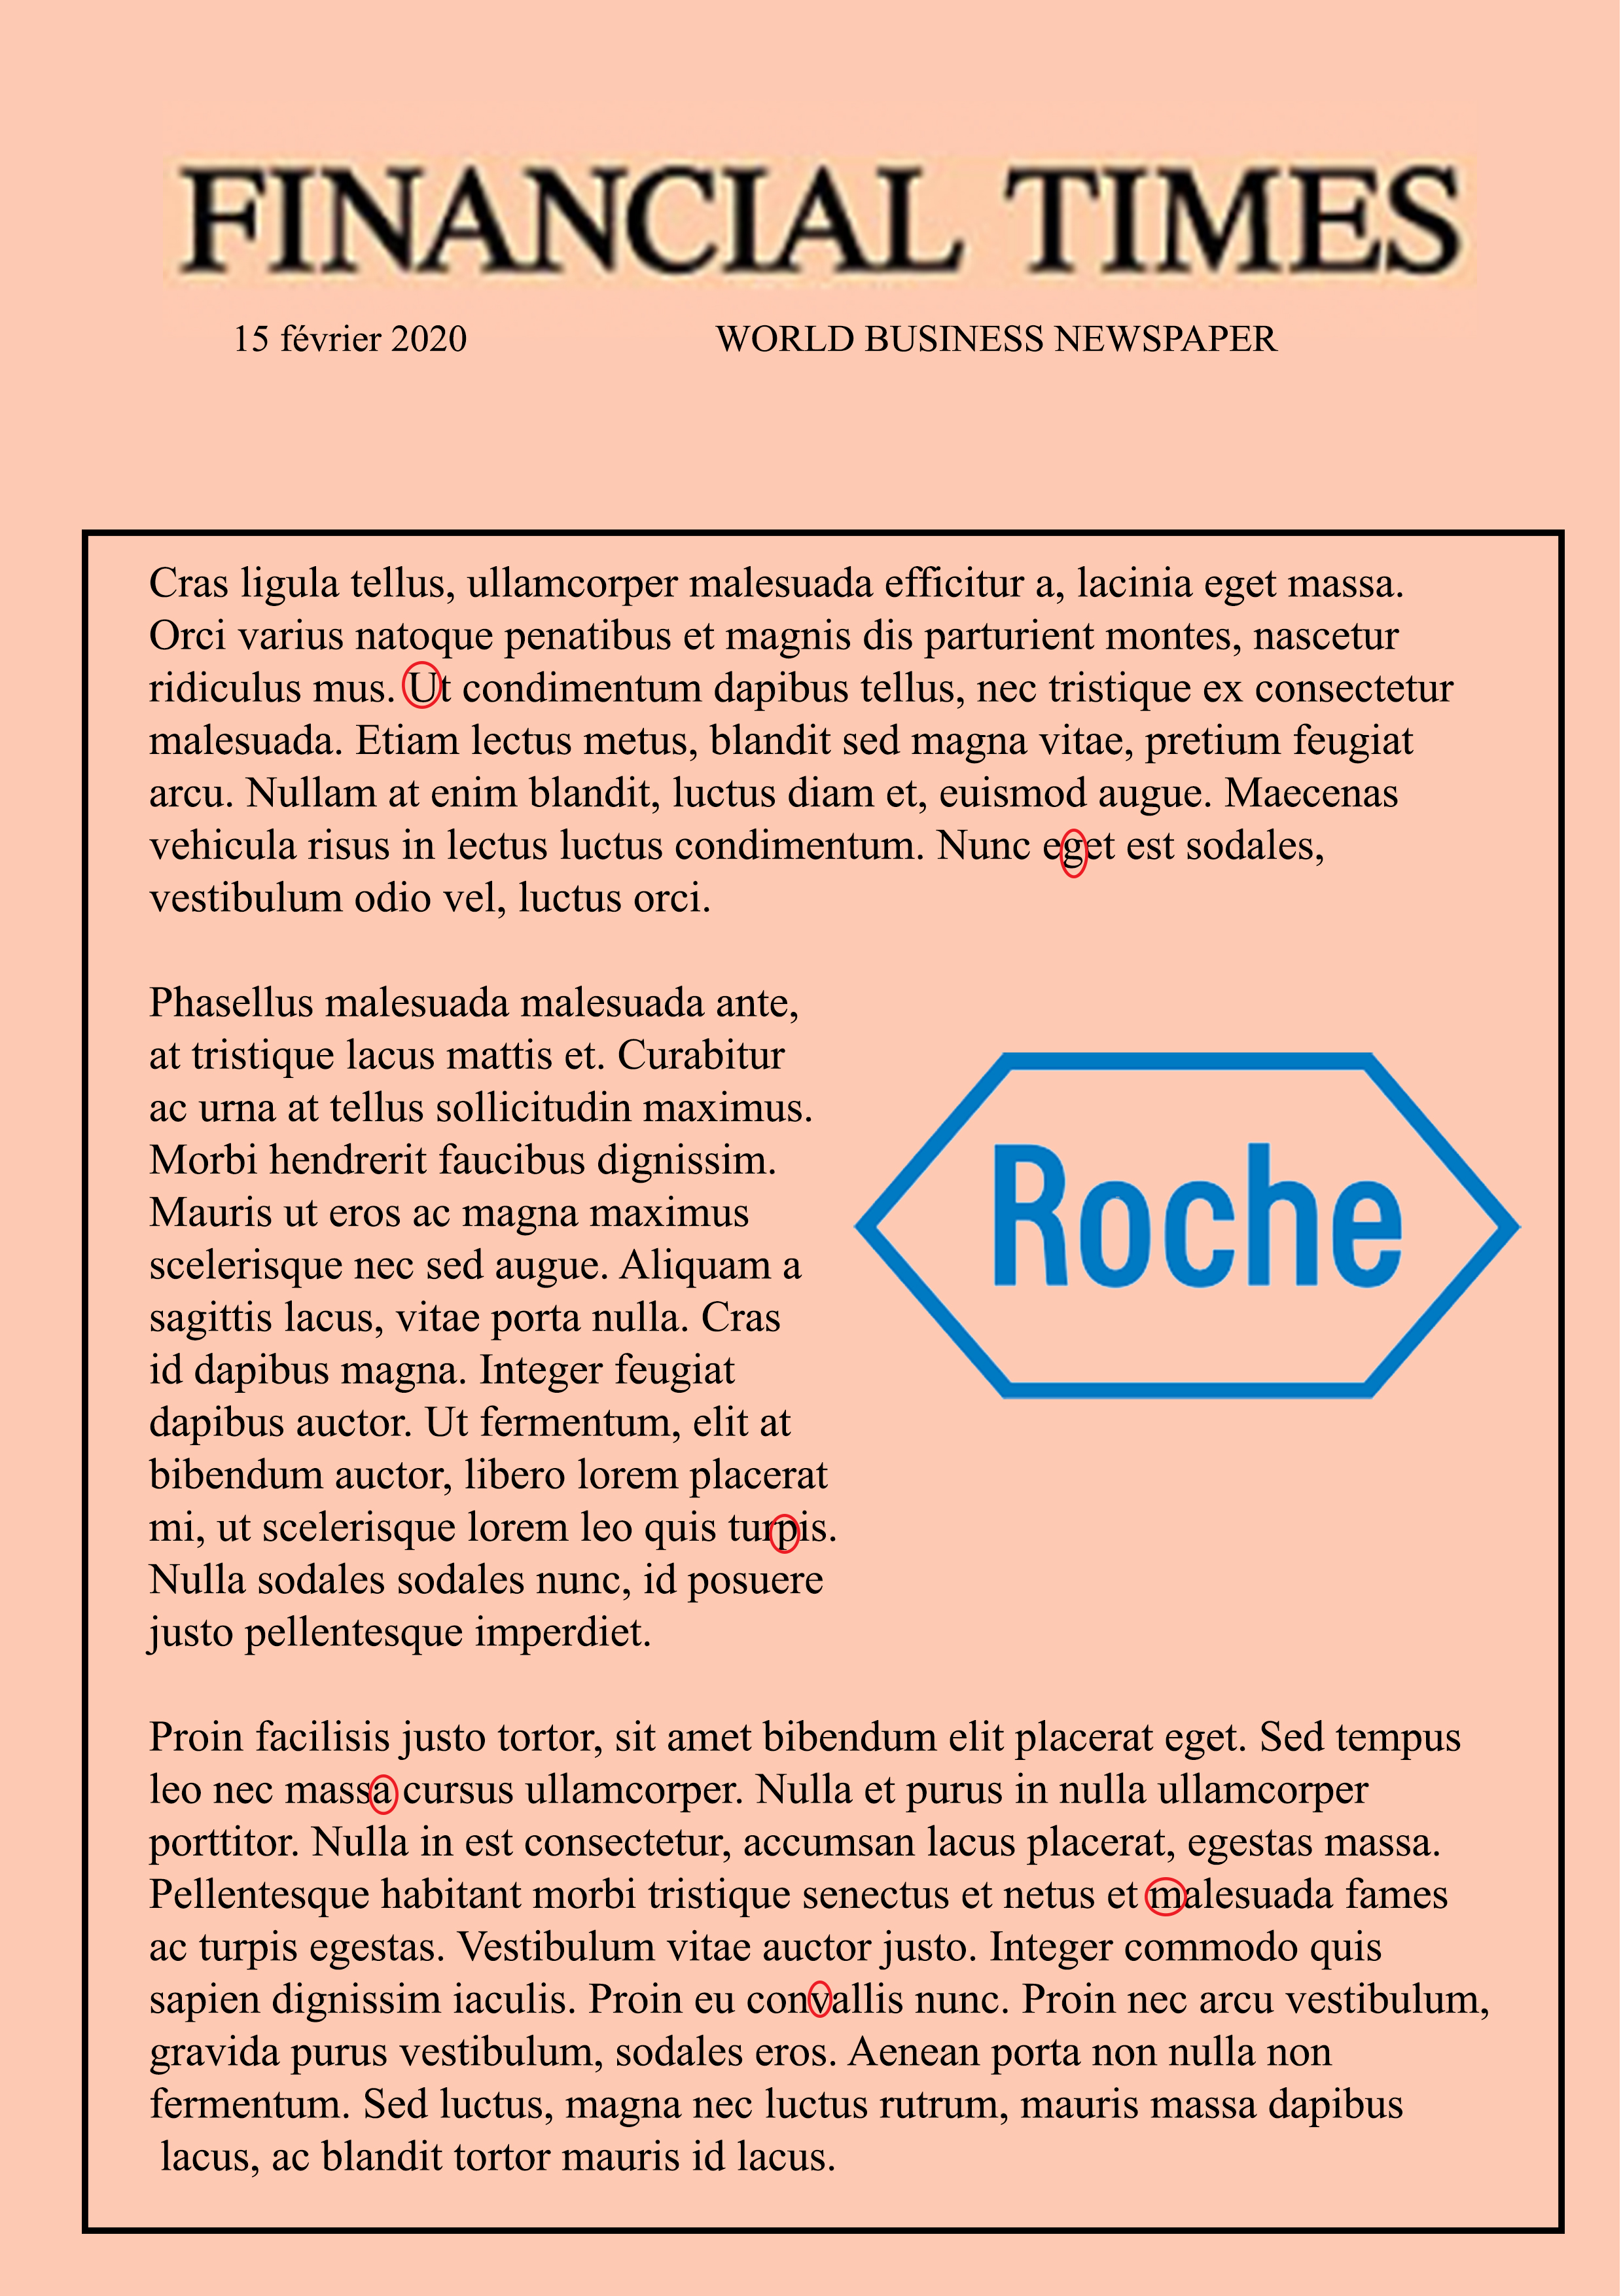 FINANCIAL TIMES
15 février 2020 WORLD BUSINESS NEWSPAPER
Cras ligula tellus, ullamcorper malesuada efficitur a, lacinia eget massa.
Orci varius natoque penatibus et magnis dis parturient montes, nascetur
ridiculus mus. Ut condimentum dapibus tellus, nec tristique ex consectetur
malesuada. Etiam lectus metus, blandit sed magna vitae, pretium feugiat
arcu. Nullam at enim blandit, luctus diam et, euismod augue. Maecenas
vehicula risus in lectus luctus condimentum. Nunc eget est sodales,
vestibulum odio vel, luctus orci.
Phasellus malesuada malesuada ante,
at tristique lacus mattis et. Curabitur
ac urna at tellus sollicitudin maximus.
Morbi hendrerit faucibus dignissim.
Mauris ut eros ac magna maximus
scelerisque nec sed augue. Aliquam a
sagittis lacus, vitae porta nulla. Cras
id dapibus magna. Integer feugiat
dapibus auctor. Ut fermentum, elit at
bibendum auctor, libero lorem placerat
mi, ut scelerisque lorem leo quis turpis.
Nulla sodales sodales nunc, id posuere
justo pellentesque imperdiet.
Roche
Proin facilisis justo tortor, sit amet bibendum elit placerat eget. Sed tempus
leo nec massa cursus ullamcorper. Nulla et purus in nulla ullamcorper
porttitor. Nulla in est consectetur, accumsan lacus placerat, egestas massa.
Pellentesque habitant morbi tristique senectus et netus et malesuada fames
ac turpis egestas. Vestibulum vitae auctor justo. Integer commodo quis
sapien dignissim iaculis. Proin eu convallis nunc. Proin nec arcu vestibulum,
gravida purus vestibulum, sodales eros. Aenean porta non nulla non
fermentum. Sed luctus, magna nec luctus rutrum, mauris massa dapibus
lacus, ac blandit tortor mauris id lacus.